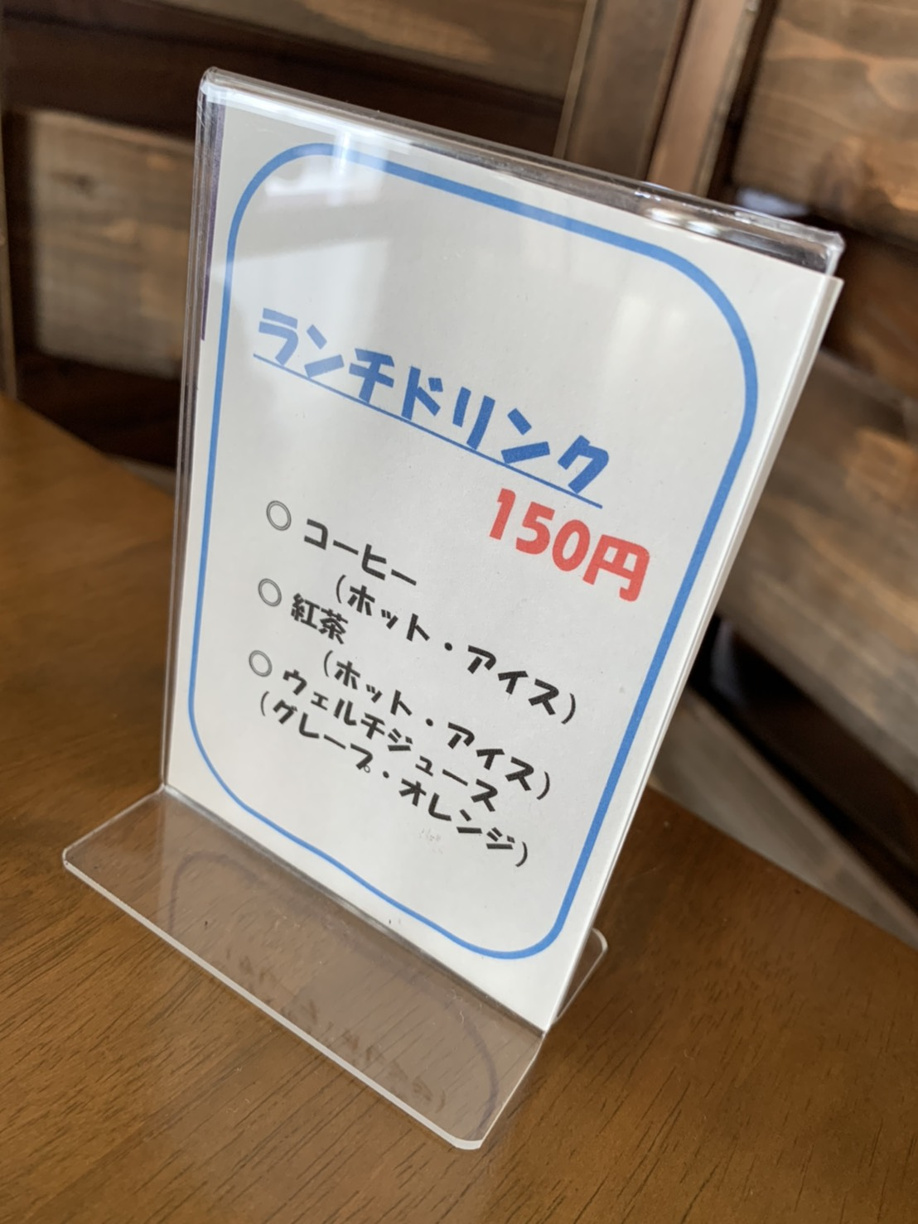 ランチドリンク
150円
○ コーヒー
(ホット・アイス)
○ 紅茶
(ホット・アイス)
○ ウェルチジュース
(グレープ・オレンジ)